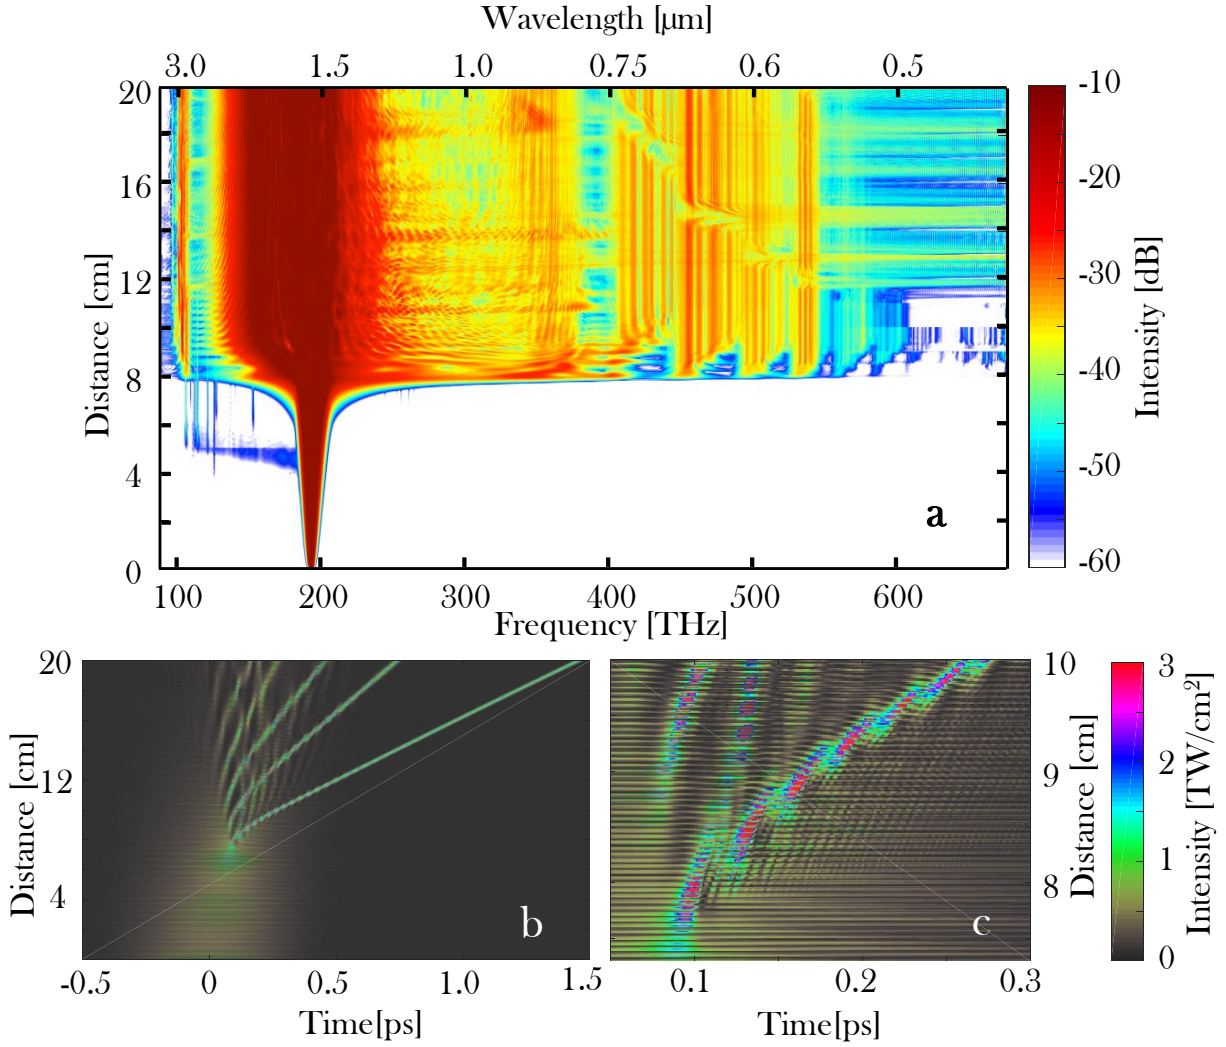 Wavelength [μm]
3.0 1.5 1.0 0.75 0.6 0.5
20
16
12
8
4
0
Distance [cm]
a
100 200 300 400 500 600
Frequency [THz]
-10
-20
-30
-40
-50
-60
Intensity [dB]
20
12
4
Distance [cm]
b
-0.5 0 0.5 1.0 1.5
Time[ps]
c
10
9
8
Distance [cm]
0.1 0.2 0.3
Time[ps]
3
2
1
0
Intensity [TW/cm²]